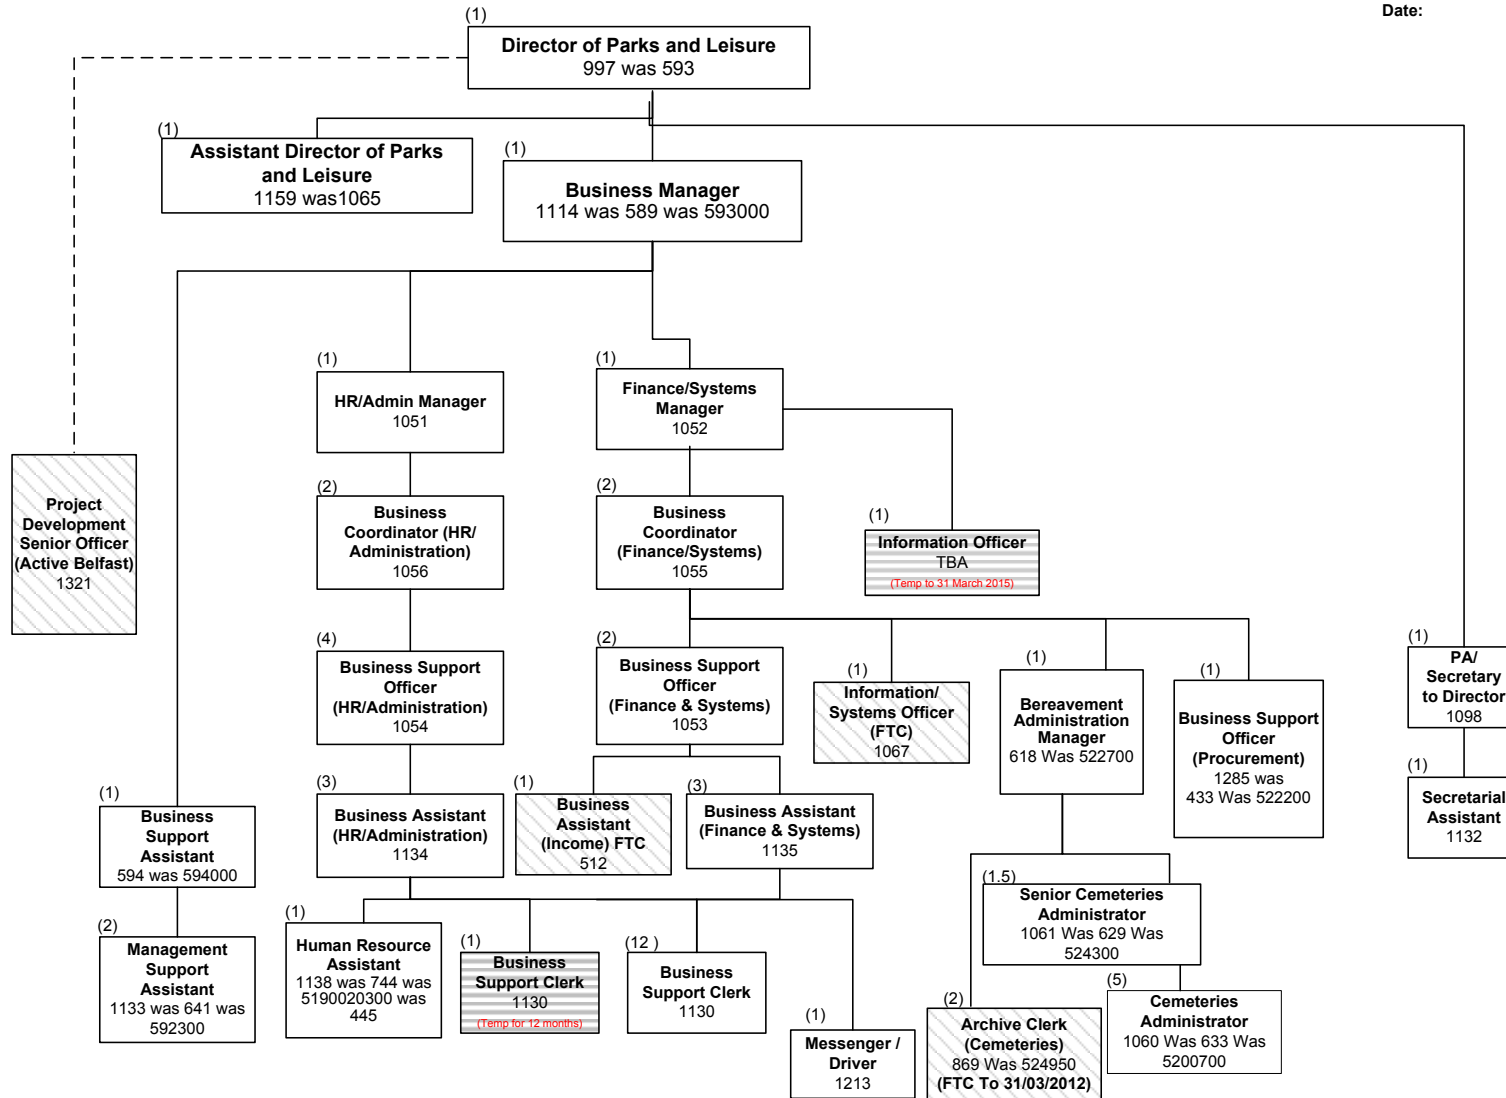 Date:
(1)
Director of Parks and Leisure
997 was 593
(1)
Assistant Director of Parks
and Leisure
1159 was1065
(1)
Business Manager
1114 was 589 was 593000
(1)
HR/Admin Manager
1051
(1)
Finance/Systems
Manager
1052
Project
Development
Senior Officer
(Active Belfast)
1321
(2)
Business
Coordinator (HR/
Administration)
1056
(2)
Business
Coordinator
(Finance/Systems)
1055
(1)
Information Officer
TBA
(Temp to 31 March 2015)
(4)
Business Support
Officer
(HR/Administration)
1054
(2)
Business Support
Officer
(Finance & Systems)
1053
(1)
Information/
Systems Officer
(FTC)
1067
(1)
Bereavement
Administration
Manager
618 Was 522700
(1)
Business Support
Officer
(Procurement)
1285 was
433 Was 522200
(1)
PA/
Secretary
to Director
1098
(1)
Business
Support
Assistant
594 was 594000
(3)
Business Assistant
(HR/Administration)
1134
(1)
Business
Assistant
(Income) FTC
512
(3)
Business Assistant
(Finance & Systems)
1135
(1)
Secretarial
Assistant
1132
(2)
Management
Support
Assistant
1133 was 641 was
592300
(1)
Human Resource
Assistant
1138 was 744 was
5190020300 was
445
(1)
Business
Support Clerk
1130
(Temp for 12 months)
(12 )
Business
Support Clerk
1130
(1)
Messenger /
Driver
1213
(1.5)
Senior Cemeteries
Administrator
1061 Was 629 Was
524300
(2)
Archive Clerk
(Cemeteries)
869 Was 524950
(FTC To 31/03/2012)
(5)
Cemeteries
Administrator
1060 Was 633 Was
5200700